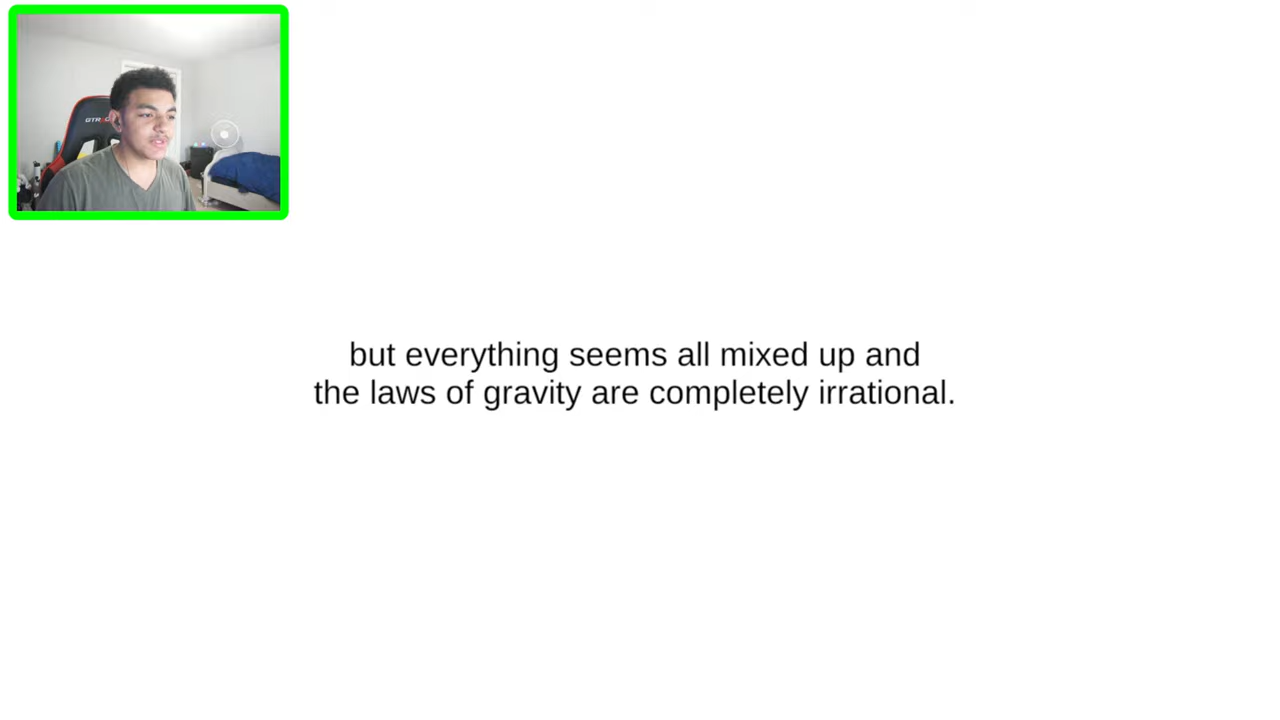 but everything seems all mixed up and
the laws of gravity are completely irrational.